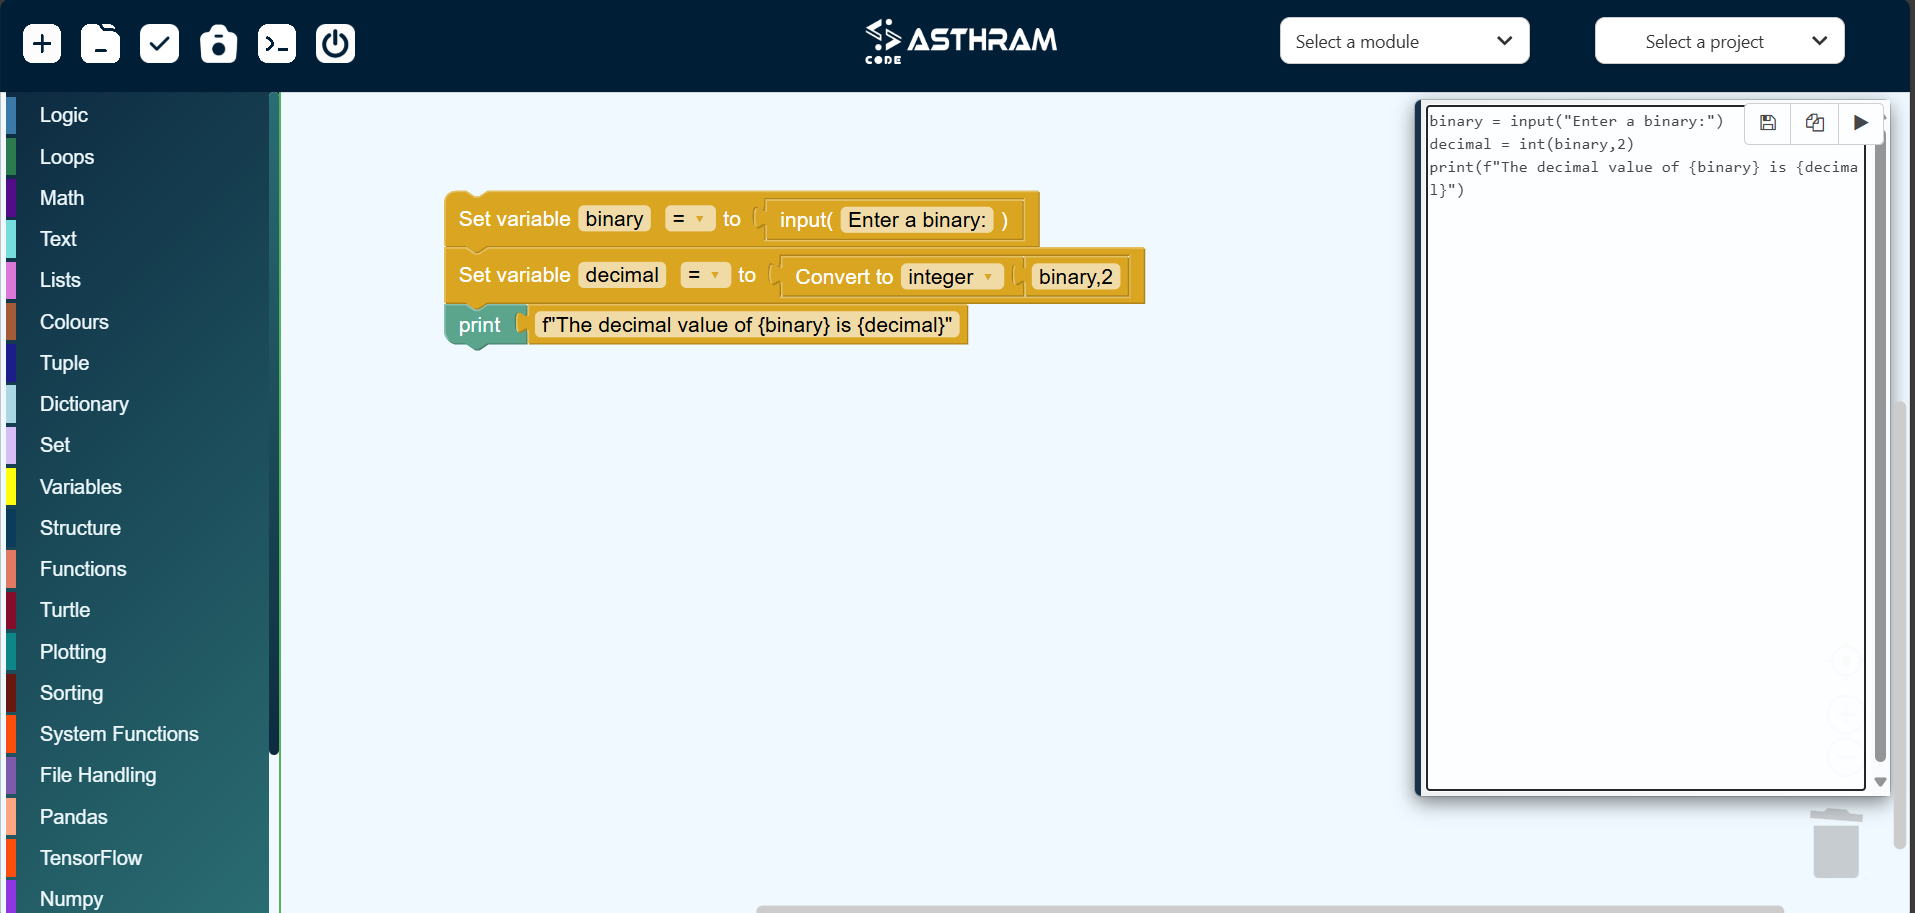 ASTHRAM
CODE
Select a module
Select a project
Logic
Loops
Math
Text
Lists
Colours
Tuple
Dictionary
Set
Variables
Structure
Functions
Turtle
Plotting
Sorting
System Functions
File Handling
Pandas
TensorFlow
Numpy
Set variable binary = to input( Enter a binary: )
Set variable decimal = to Convert to integer binary,2
print f"The decimal value of {binary} is {decimal}"
binary = input("Enter a binary:")
decimal = int(binary,2)
print(f"The decimal value of {binary} is {decima
l}")